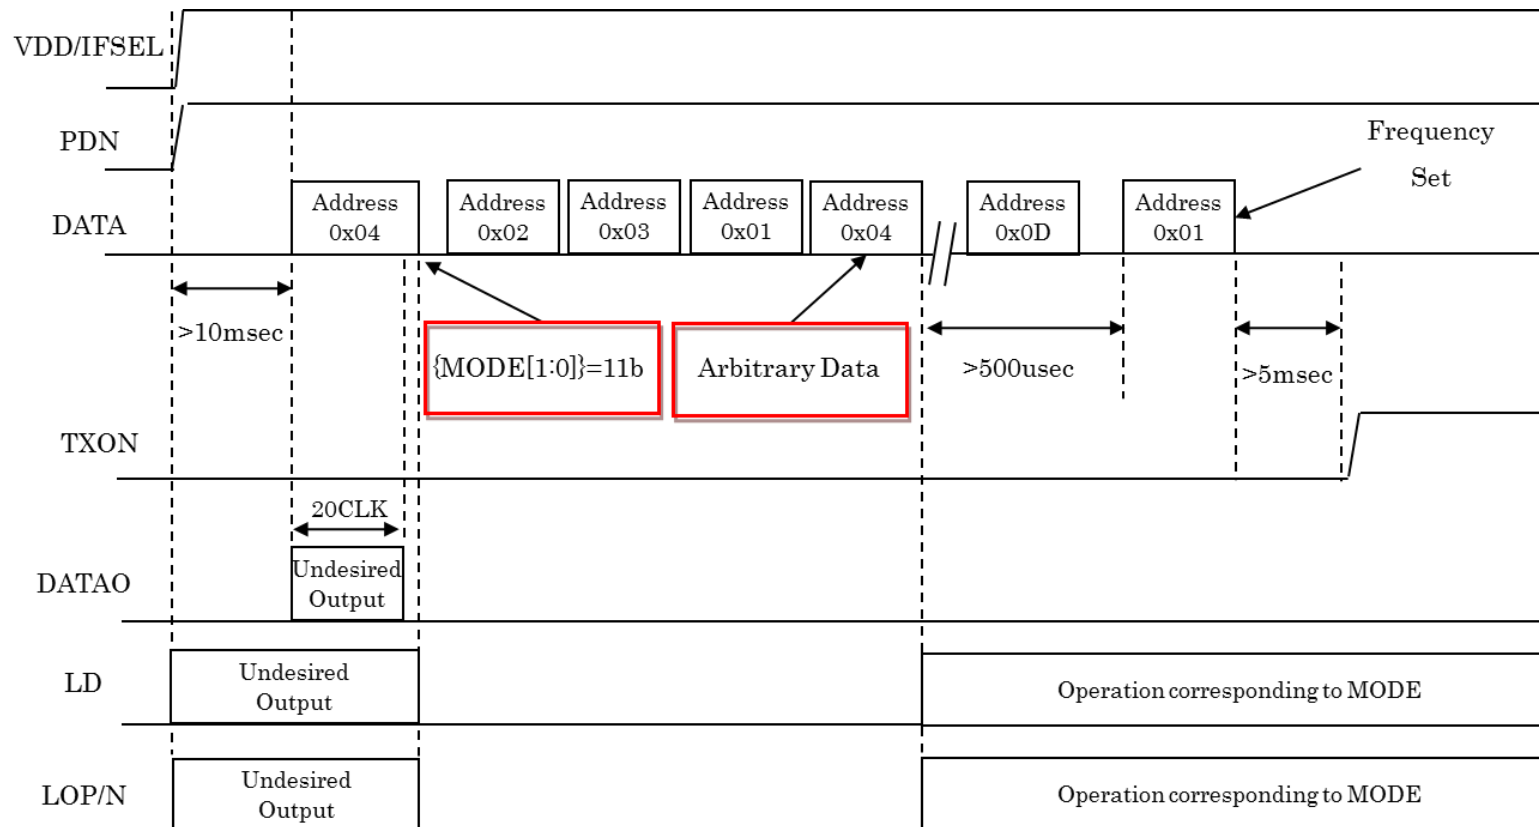 VDD/IFSEL
PDN
Frequency
Set
DATA
Address
0x04
Address
0x02
Address
0x03
Address
0x01
Address
0x04
Address
0x0D
Address
0x01
>10msec
{MODE[1:0]}=11b
Arbitrary Data
>500usec
>5msec
TXON
20CLK
DATAO
Undesired
Output
LD
Undesired
Output
Operation corresponding to MODE
LOP/N
Undesired
Output
Operation corresponding to MODE